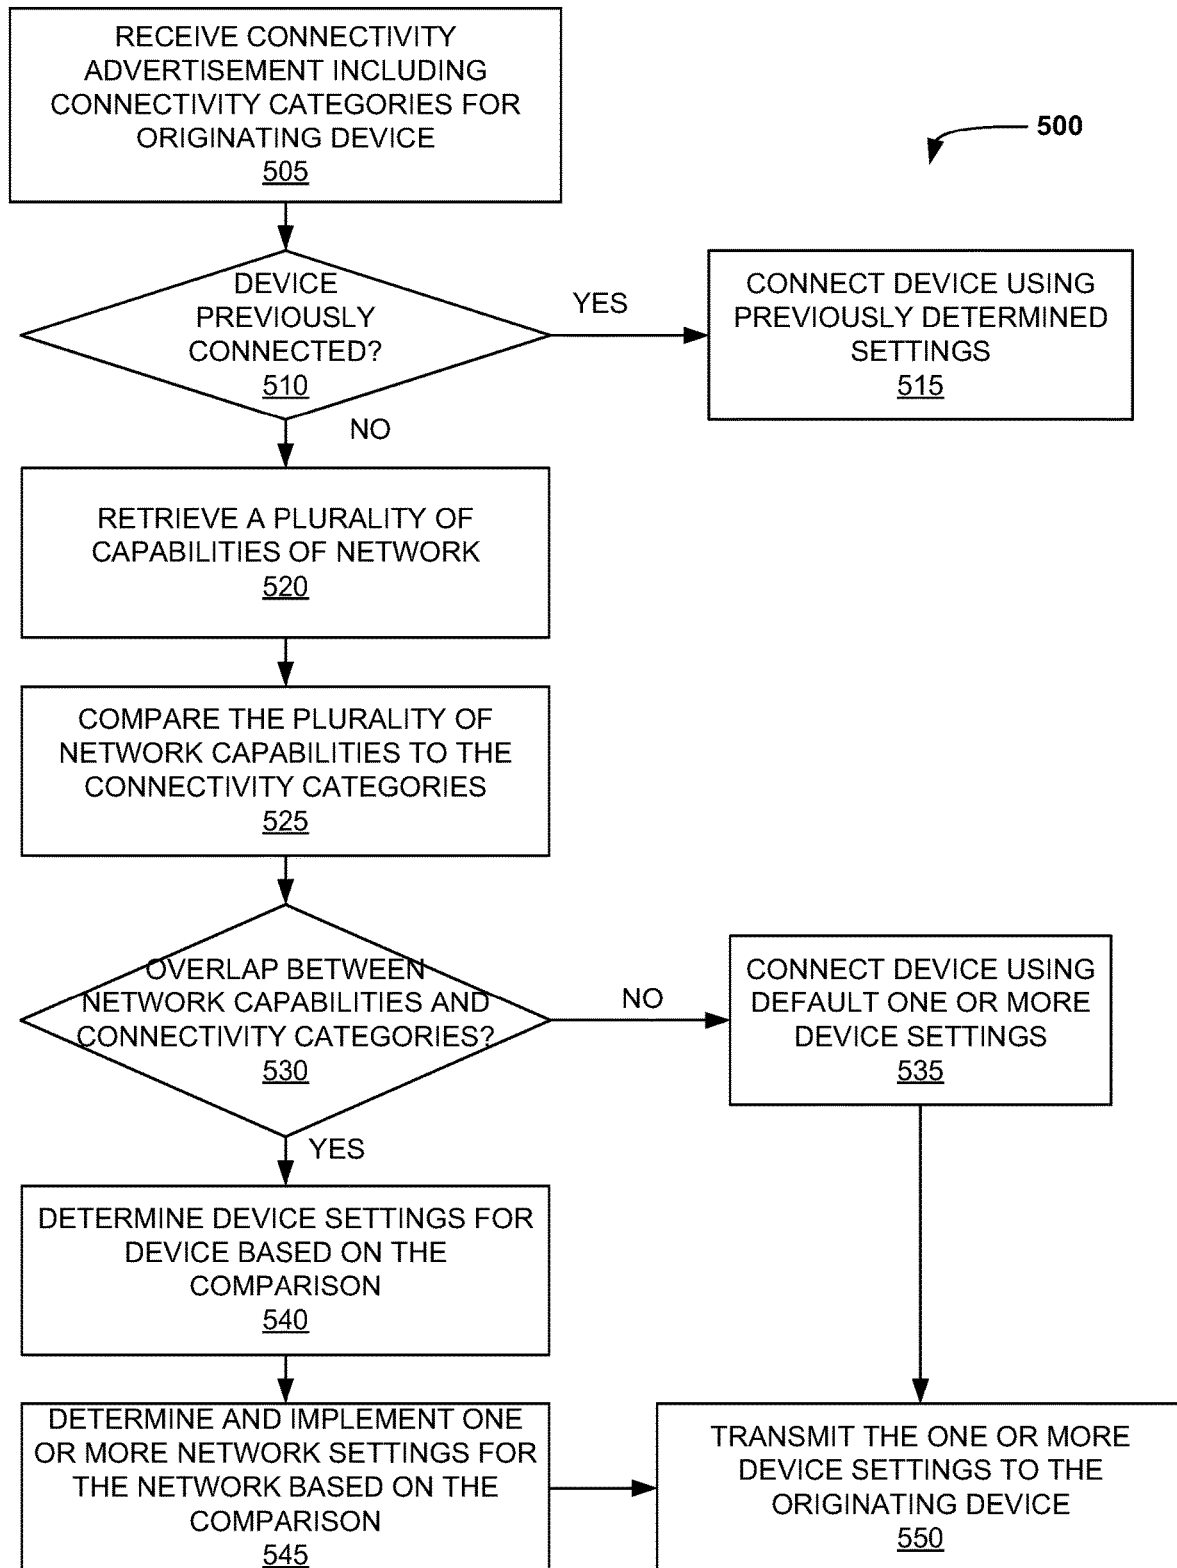 RECEIVE CONNECTIVITY
ADVERTISEMENT INCLUDING
CONNECTIVITY CATEGORIES FOR
ORIGINATING DEVICE
505
500
DEVICE
PREVIOUSLY
CONNECTED?
510
YES
CONNECT DEVICE USING
PREVIOUSLY DETERMINED
SETTINGS
515
NO
RETRIEVE A PLURALITY OF
CAPABILITIES OF NETWORK
520
COMPARE THE PLURALITY OF
NETWORK CAPABILITIES TO THE
CONNECTIVITY CATEGORIES
525
OVERLAP BETWEEN
NETWORK CAPABILITIES AND
CONNECTIVITY CATEGORIES?
530
NO
CONNECT DEVICE USING
DEFAULT ONE OR MORE
DEVICE SETTINGS
535
YES
DETERMINE DEVICE SETTINGS FOR
DEVICE BASED ON THE
COMPARISON
540
DETERMINE AND IMPLEMENT ONE
OR MORE NETWORK SETTINGS FOR
THE NETWORK BASED ON THE
COMPARISON
545
TRANSMIT THE ONE OR MORE
DEVICE SETTINGS TO THE
ORIGINATING DEVICE
550